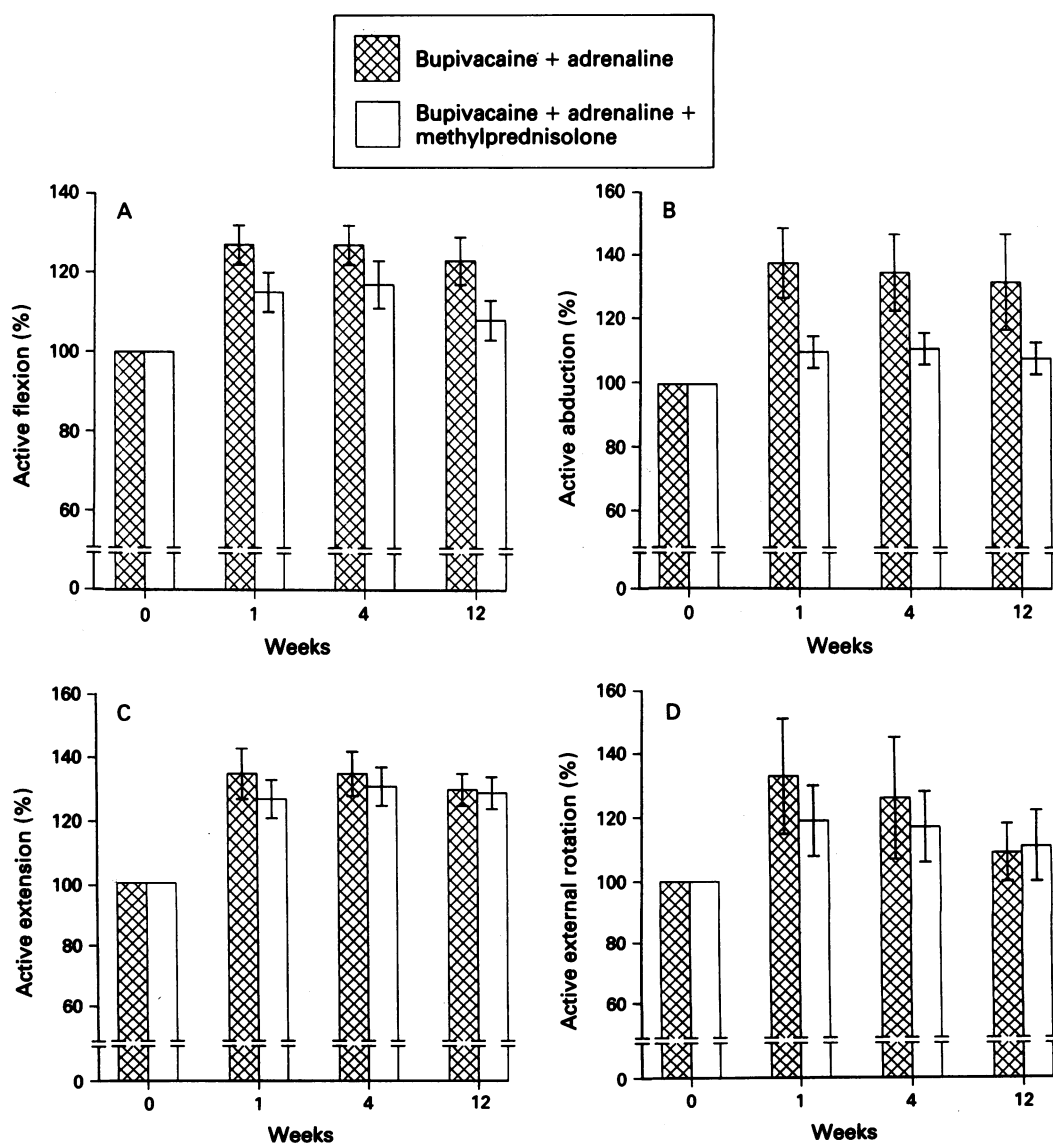 Bupivacaine + adrenaline
Bupivacaine + adrenaline +
methylprednisolone
A
Active flexion (%)
140
120
100
80
60
0
0 1 4 12
Weeks
B
Active abduction (%)
160
140
120
100
80
60
0
0 1 4 12
Weeks
C
Active extension (%)
160
140
120
100
80
60
0
0 1 4 12
Weeks
D
Active external rotation (%)
160
140
120
100
80
60
0
0 1 4 12
Weeks